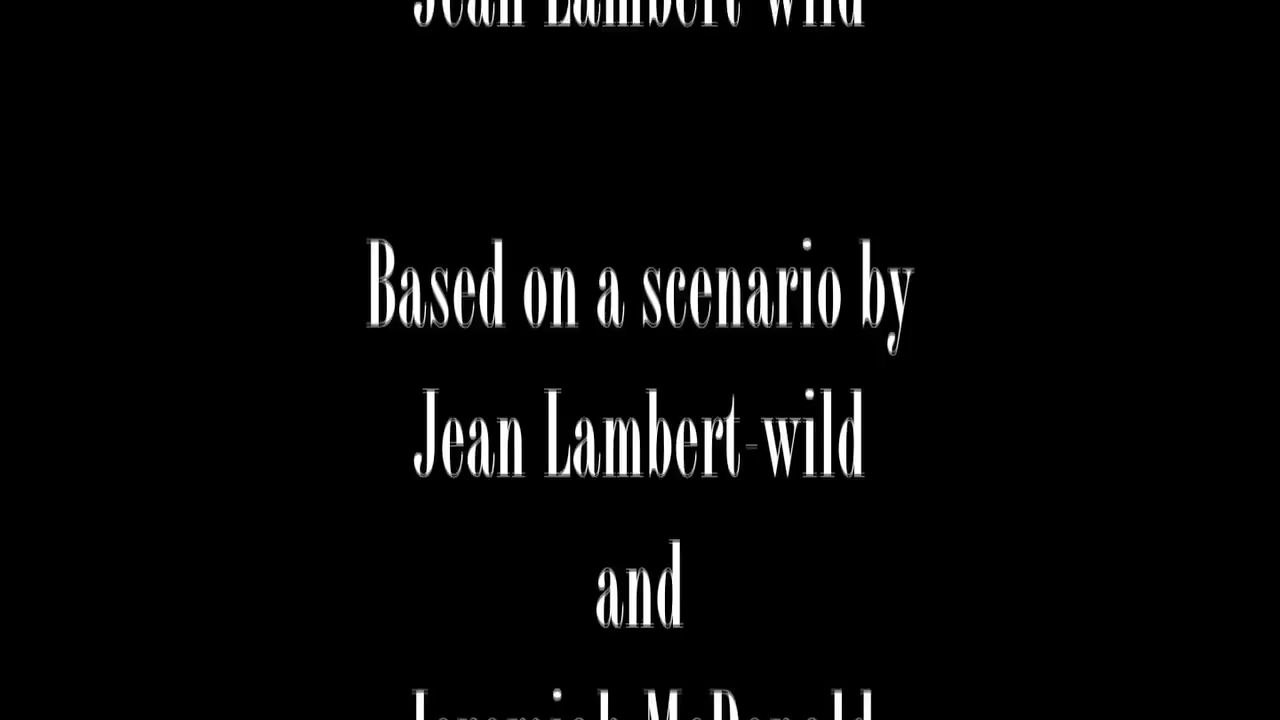 Jean Lambert-wild
Based on a scenario by
Jean Lambert-wild
and
Jeremiah McDonald